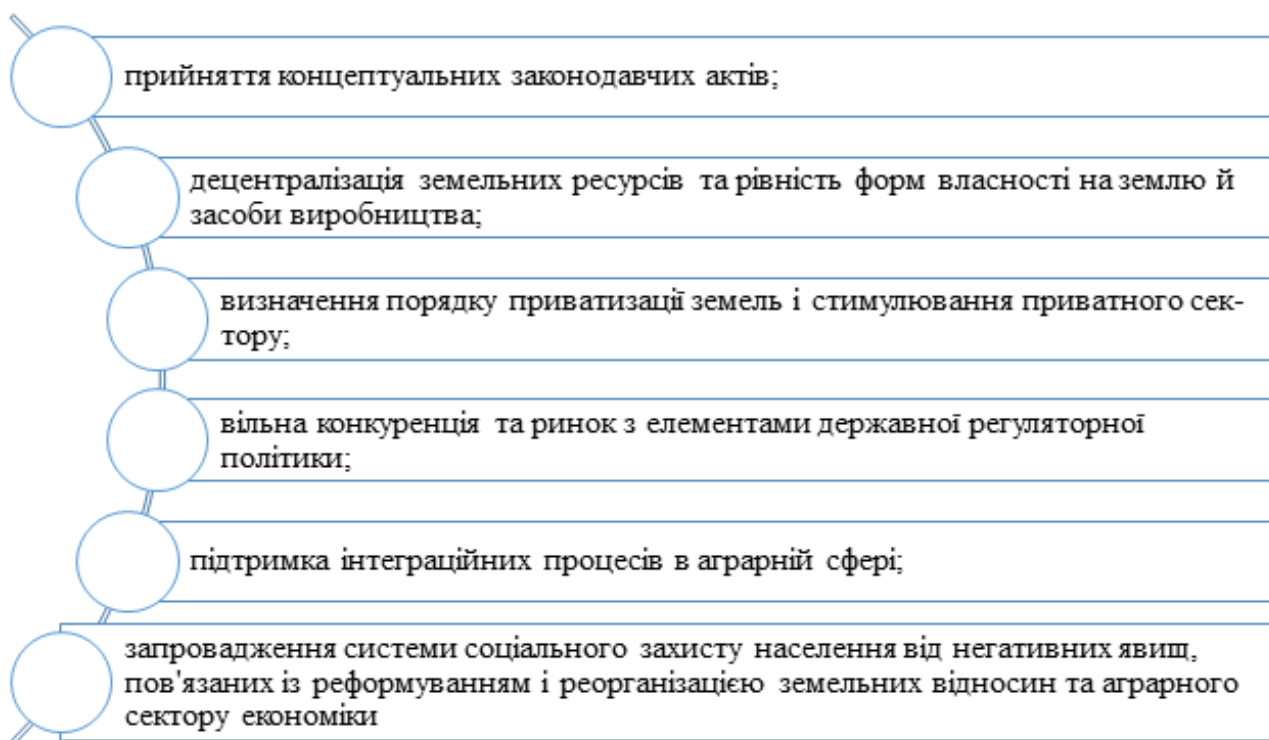 прийняття концептуальних законодавчих актів;
децентралізація земельних ресурсів та рівність форм власності на землю й
засоби виробництва;
визначення порядку приватизації земель і стимулювання приватного сек-
тору;
вільна конкуренція та ринок з елементами державної регуляторної
політики;
підтримка інтеграційних процесів в аграрній сфері;
запровадження системи соціального захисту населення від негативних явищ,
пов'язаних із реформуванням і реорганізацією земельних відносин та аграрного
сектору економіки